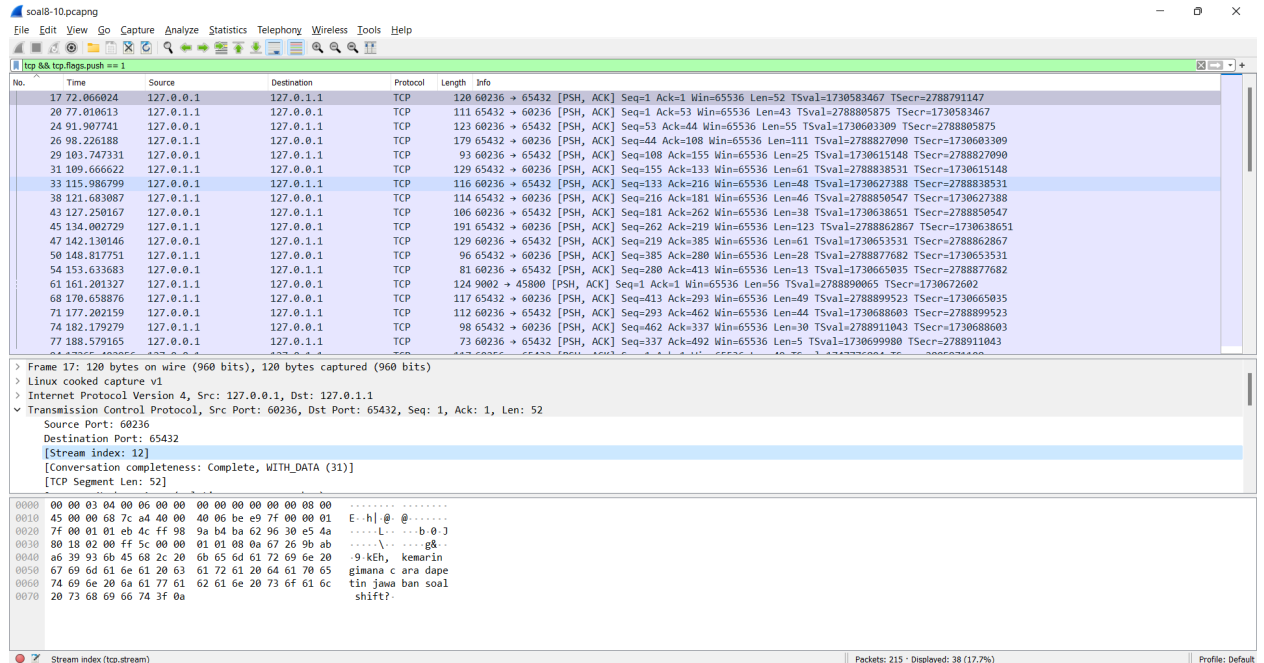 soal8-10.pcapng
File Edit View Go Capture Analyze Statistics Telephony Wireless Tools Help
tcp && tcp.flags.push == 1
No. Time Source Destination Protocol Length Info
17 72.066024 127.0.0.1 127.0.1.1 TCP 120 60236 → 65432 [PSH, ACK] Seq=1 Ack=1 Win=65536 Len=52 TSval=1730583467 TSecr=2788791147
20 77.010613 127.0.1.1 127.0.0.1 TCP 111 65432 → 60236 [PSH, ACK] Seq=1 Ack=53 Win=65536 Len=43 TSval=2788805875 TSecr=1730583467
24 91.907741 127.0.0.1 127.0.1.1 TCP 123 60236 → 65432 [PSH, ACK] Seq=53 Ack=44 Win=65536 Len=55 TSval=1730603309 TSecr=2788805875
26 98.226188 127.0.1.1 127.0.0.1 TCP 179 65432 → 60236 [PSH, ACK] Seq=44 Ack=108 Win=65536 Len=111 TSval=2788827090 TSecr=1730603309
29 103.747331 127.0.0.1 127.0.1.1 TCP 93 60236 → 65432 [PSH, ACK] Seq=108 Ack=155 Win=65536 Len=25 TSval=1730615148 TSecr=2788827090
31 109.666622 127.0.1.1 127.0.0.1 TCP 129 65432 → 60236 [PSH, ACK] Seq=155 Ack=133 Win=65536 Len=61 TSval=2788838531 TSecr=1730615148
33 115.986799 127.0.0.1 127.0.1.1 TCP 116 60236 → 65432 [PSH, ACK] Seq=133 Ack=216 Win=65536 Len=48 TSval=1730627388 TSecr=2788838531
38 121.683087 127.0.1.1 127.0.0.1 TCP 114 65432 → 60236 [PSH, ACK] Seq=216 Ack=181 Win=65536 Len=46 TSval=2788850547 TSecr=1730627388
43 127.250167 127.0.0.1 127.0.1.1 TCP 106 60236 → 65432 [PSH, ACK] Seq=181 Ack=262 Win=65536 Len=38 TSval=1730638651 TSecr=2788850547
45 134.002729 127.0.1.1 127.0.0.1 TCP 191 65432 → 60236 [PSH, ACK] Seq=262 Ack=219 Win=65536 Len=123 TSval=2788862867 TSecr=1730638651
47 142.130146 127.0.0.1 127.0.1.1 TCP 129 60236 → 65432 [PSH, ACK] Seq=219 Ack=385 Win=65536 Len=61 TSval=1730653531 TSecr=2788862867
50 148.817751 127.0.1.1 127.0.0.1 TCP 96 65432 → 60236 [PSH, ACK] Seq=385 Ack=280 Win=65536 Len=28 TSval=2788877682 TSecr=1730653531
54 153.633683 127.0.0.1 127.0.1.1 TCP 81 60236 → 65432 [PSH, ACK] Seq=280 Ack=413 Win=65536 Len=13 TSval=1730665035 TSecr=2788877682
61 161.201327 127.0.0.1 127.0.1.1 TCP 124 9002 → 45800 [PSH, ACK] Seq=1 Ack=1 Win=65536 Len=56 TSval=2788890065 TSecr=1730672602
68 170.658876 127.0.1.1 127.0.0.1 TCP 117 65432 → 60236 [PSH, ACK] Seq=413 Ack=293 Win=65536 Len=49 TSval=2788899523 TSecr=1730665035
71 177.202159 127.0.0.1 127.0.1.1 TCP 112 60236 → 65432 [PSH, ACK] Seq=293 Ack=462 Win=65536 Len=44 TSval=1730688603 TSecr=2788899523
74 182.179279 127.0.1.1 127.0.0.1 TCP 98 65432 → 60236 [PSH, ACK] Seq=462 Ack=337 Win=65536 Len=30 TSval=2788911043 TSecr=1730688603
77 188.579165 127.0.0.1 127.0.1.1 TCP 73 60236 → 65432 [PSH, ACK] Seq=337 Ack=492 Win=65536 Len=5 TSval=1730699980 TSecr=2788911043
Frame 17: 120 bytes on wire (960 bits), 120 bytes captured (960 bits)
Linux cooked capture v1
Internet Protocol Version 4, Src: 127.0.0.1, Dst: 127.0.1.1
Transmission Control Protocol, Src Port: 60236, Dst Port: 65432, Seq: 1, Ack: 1, Len: 52
Source Port: 60236
Destination Port: 65432
[Stream index: 12]
[Conversation completeness: Complete, WITH_DATA (31)]
[TCP Segment Len: 52]
0000 00 00 03 04 00 06 00 00 00 00 00 00 00 00 08 00 ········ ········
0010 45 00 00 68 7c a4 40 00 40 06 be e9 7f 00 00 01 E··h|·@· @·······
0020 7f 00 01 01 eb 4c ff 98 9a b4 ba 62 96 30 e5 4a ·····L·· ···b·0·J
0030 80 18 02 00 ff 5c 00 00 01 01 08 0a 67 26 9b ab ·····\·· ····g&··
0040 a6 39 93 6b 45 68 2c 20 6b 65 6d 61 72 69 6e 20 ·9·kEh, kemarin
0050 67 69 6d 61 6e 61 20 63 61 72 61 20 64 61 70 65 gimana c ara dape
0060 74 69 6e 20 6a 61 77 61 62 61 6e 20 73 6f 61 6c tin jawa ban soal
0070 20 73 68 69 66 74 3f 0a shift?·
Stream index (tcp.stream) Packets: 215 · Displayed: 38 (17.7%) Profile: Default